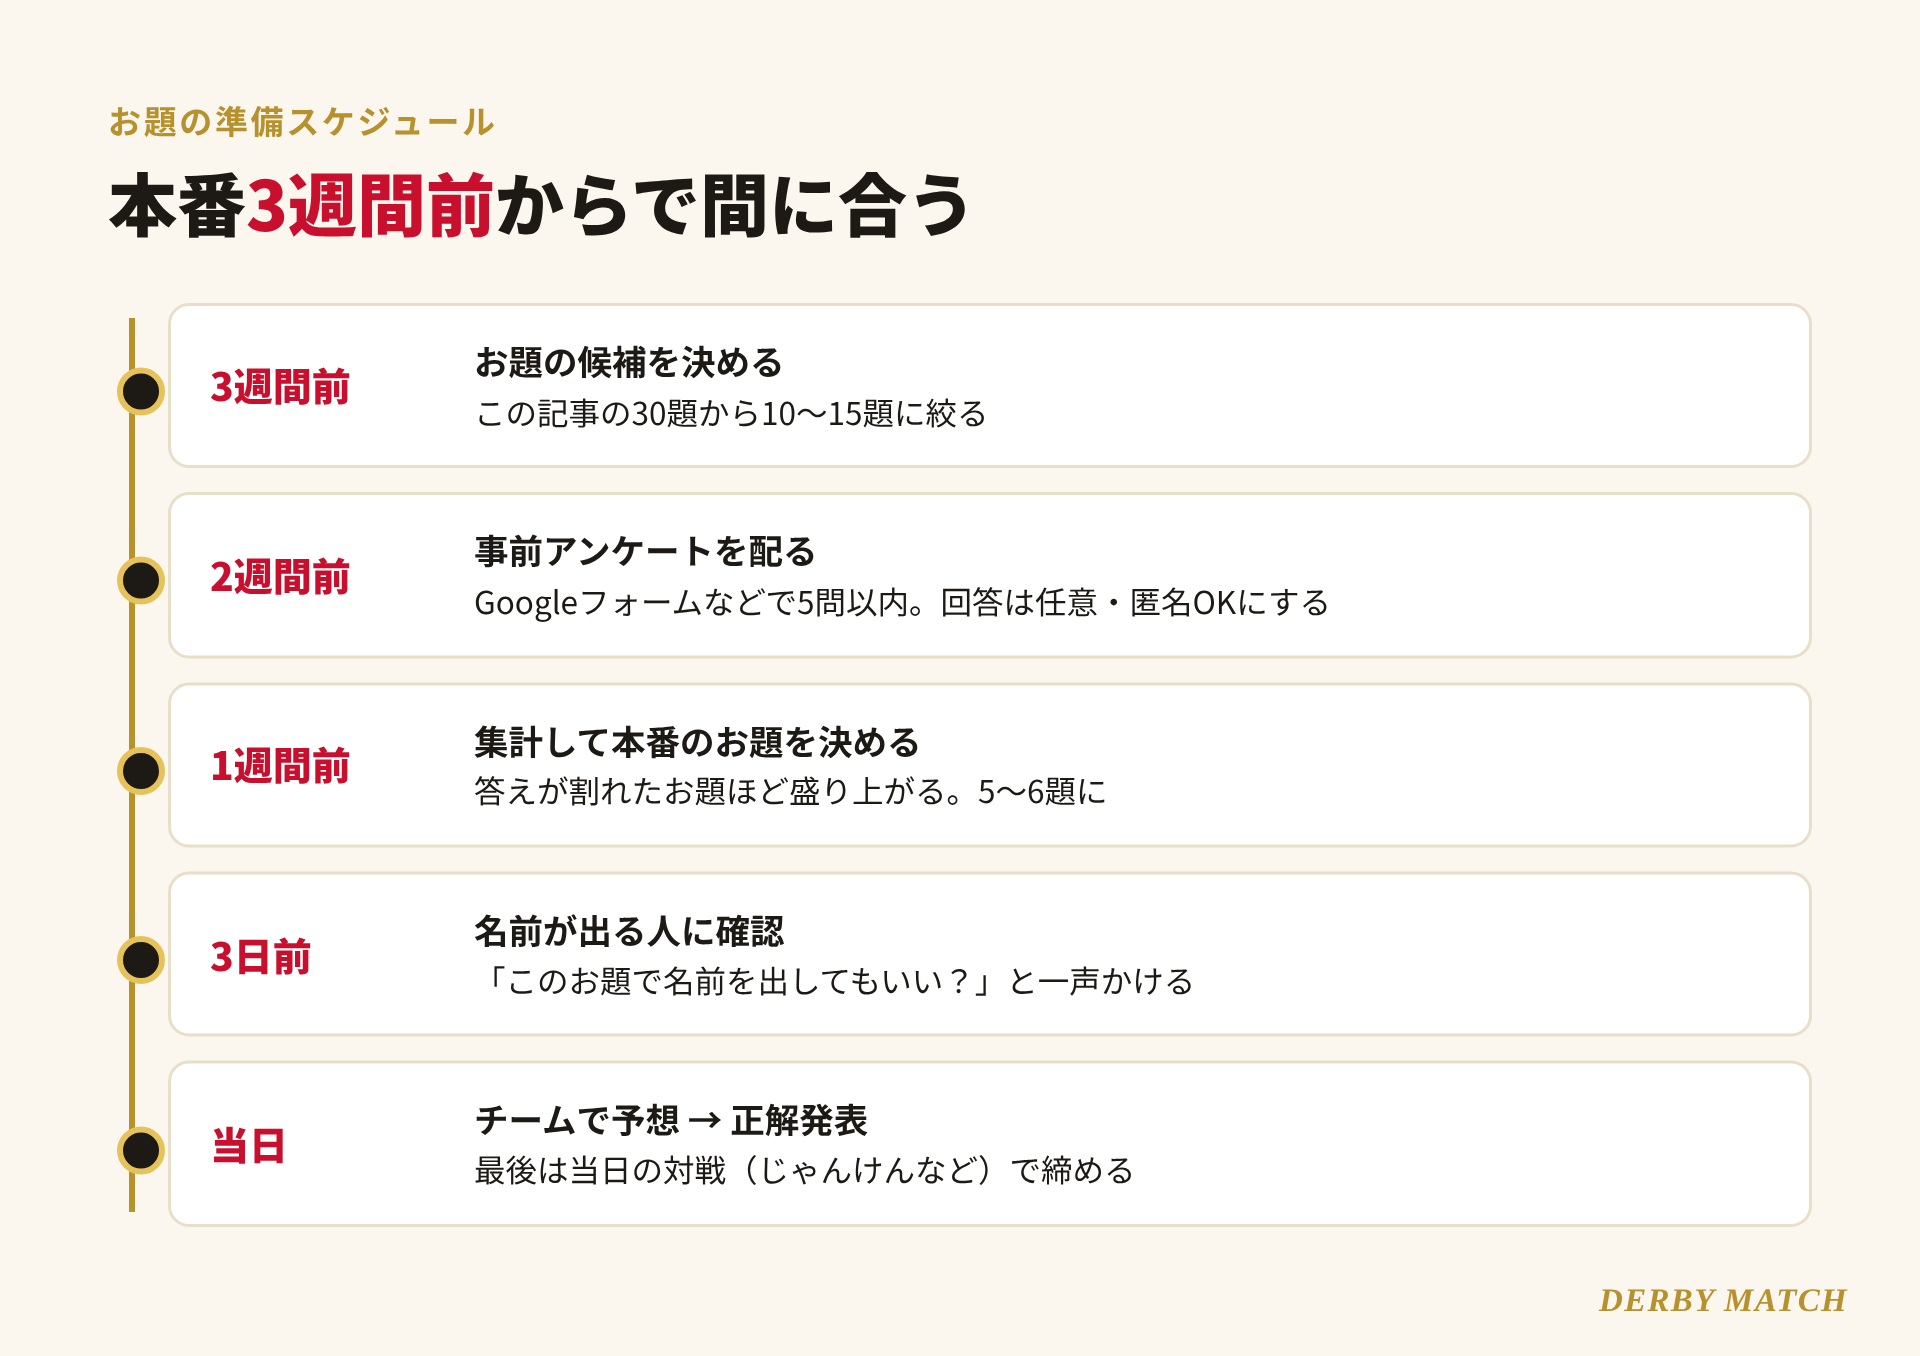 お題の準備スケジュール
本番3週間前からで間に合う
3週間前
お題の候補を決める
この記事の30題から10〜15題に絞る
2週間前
事前アンケートを配る
Googleフォームなどで5問以内。回答は任意・匿名OKにする
1週間前
集計して本番のお題を決める
答えが割れたお題ほど盛り上がる。5〜6題に
3日前
名前が出る人に確認
「このお題で名前を出してもいい？」と一声かける
当日
チームで予想 → 正解発表
最後は当日の対戦（じゃんけんなど）で締める
DERBY MATCH